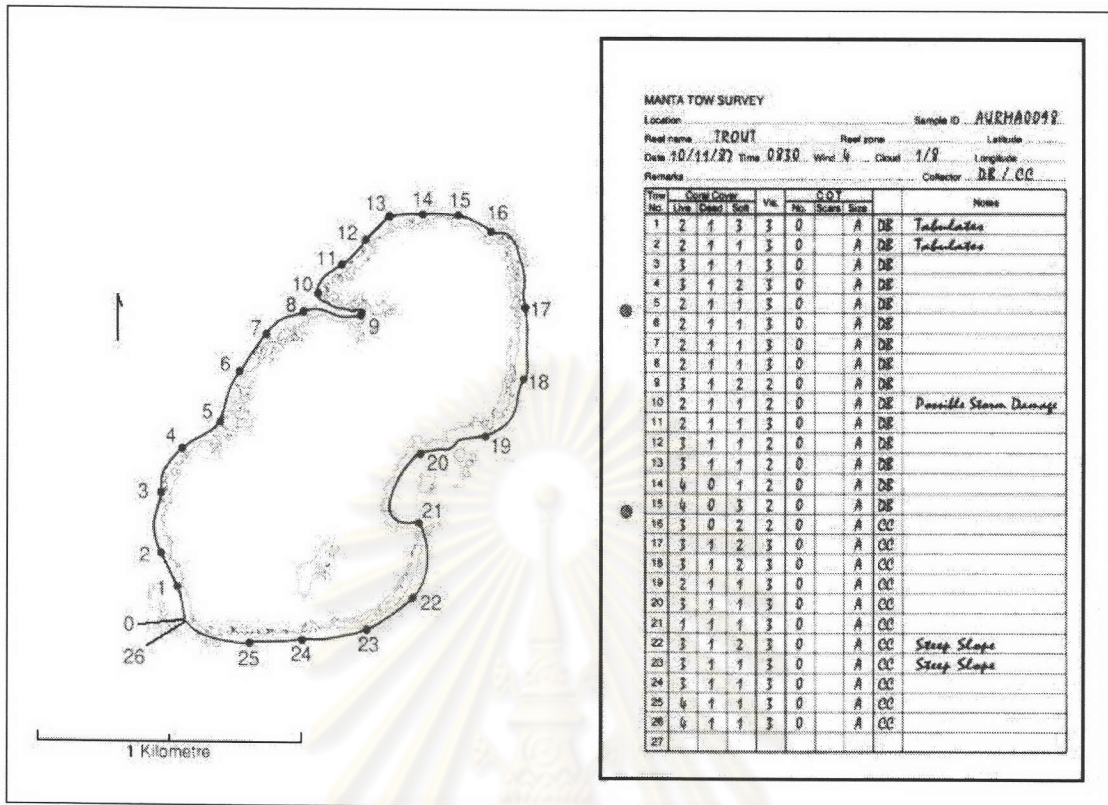 13
14
15
16
12
11
10
9
8
7
17
6
18
5
4
19
20
3
21
2
1
22
0
26
25
24
23
1 Kilometre
MANTA TOW SURVEY
Location Sample ID AURHA0098
Reef name TROUT Reef zone Latitude
Date 10/11/87 Time 0830 Wind 4 Cloud 1/8 Longitude
Remarks Collector DB / CC
Tow Coral Cover Vis. C.O.T Notes
No. Live Dead Soft No. Scars Size
1 2 1 3 3 0 A DB Tabulates
2 2 1 1 3 0 A DB Tabulates
3 3 1 1 3 0 A DB
4 3 1 2 3 0 A DB
5 2 1 1 3 0 A DB
6 2 1 1 3 0 A DB
7 2 1 1 3 0 A DB
8 2 1 1 3 0 A DB
9 3 1 2 2 0 A DB
10 2 1 1 2 0 A DB Possible Storm Damage
11 2 1 1 3 0 A DB
12 3 1 1 2 0 A DB
13 3 1 1 2 0 A DB
14 4 0 1 2 0 A DB
15 4 0 3 2 0 A DB
16 3 0 2 2 0 A CC
17 3 1 2 3 0 A CC
18 3 1 2 3 0 A CC
19 2 1 1 3 0 A CC
20 3 1 1 3 0 A CC
21 1 1 1 3 0 A CC
22 3 1 2 3 0 A CC Steep Slope
23 3 1 1 3 0 A CC Steep Slope
24 3 1 1 3 0 A CC
25 4 1 1 3 0 A CC
26 4 1 1 3 0 A CC
27